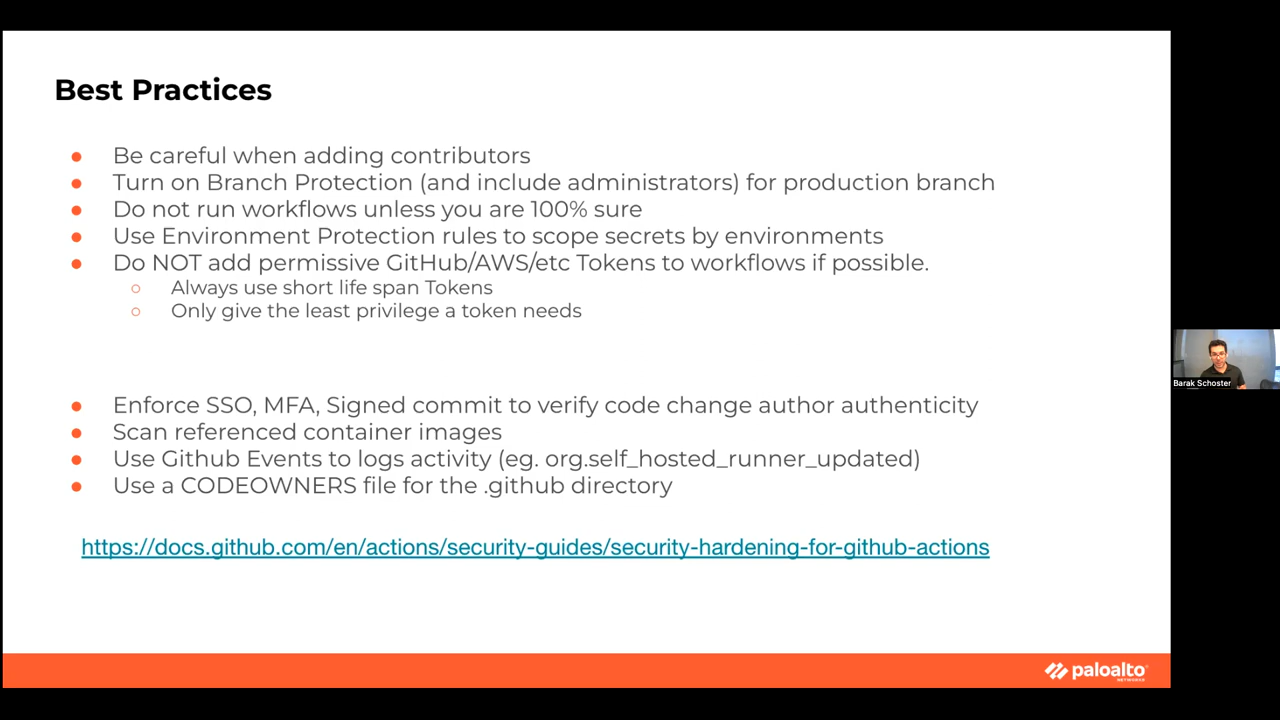 Best Practices
Be careful when adding contributors
Turn on Branch Protection (and include administrators) for production branch
Do not run workflows unless you are 100% sure
Use Environment Protection rules to scope secrets by environments
Do NOT add permissive GitHub/AWS/etc Tokens to workflows if possible.
Always use short life span Tokens
Only give the least privilege a token needs
Enforce SSO, MFA, Signed commit to verify code change author authenticity
Scan referenced container images
Use Github Events to logs activity (eg. org.self_hosted_runner_updated)
Use a CODEOWNERS file for the .github directory
https://docs.github.com/en/actions/security-guides/security-hardening-for-github-actions
paloalto
NETWORKS
Barak Schoster